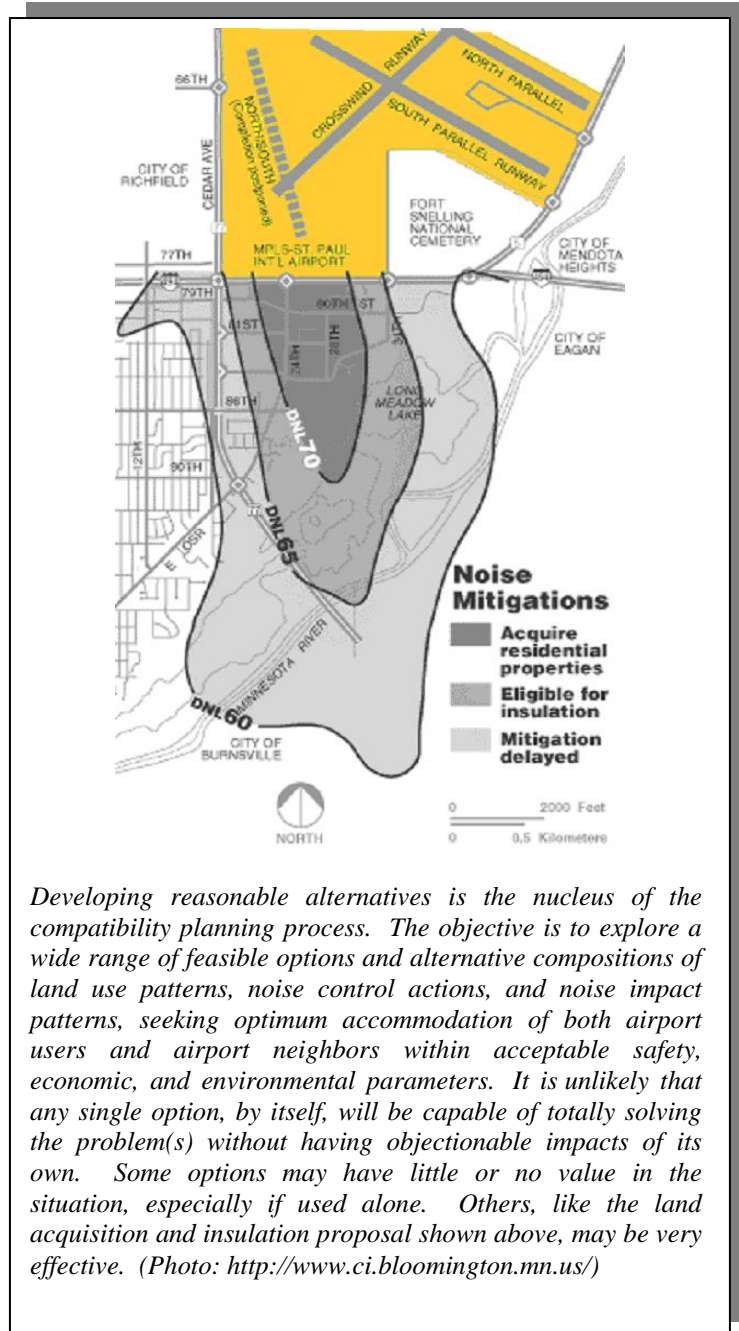 66TH
CITY OF
RICHFIELD
CEDAR AVE
NORTH/SOUTH
(Completion postponed)
CROSSWIND RUNWAY
NORTH PARALLEL
SOUTH PARALLEL RUNWAY
FORT
SNELLING
NATIONAL
CEMETERY
CITY OF
MENDOTA
HEIGHTS
CITY OF
EAGAN
MPLS-ST. PAUL
INT'L AIRPORT
77TH
79TH
80TH ST
81ST
24TH
28TH
86TH
LONG
MEADOW
LAKE
12TH
90TH
DNL 70
DNL 65
DNL 60
MINNESOTA RIVER
CITY OF
BURNSVILLE
NORTH
Noise
Mitigations
Acquire
residential
properties
Eligible for
insulation
Mitigation
delayed
0 2000 Feet
0 0,5 Kilometers
Developing reasonable alternatives is the nucleus of the
compatibility planning process. The objective is to explore a
wide range of feasible options and alternative compositions of
land use patterns, noise control actions, and noise impact
patterns, seeking optimum accommodation of both airport
users and airport neighbors within acceptable safety,
economic, and environmental parameters. It is unlikely that
any single option, by itself, will be capable of totally solving
the problem(s) without having objectionable impacts of its
own. Some options may have little or no value in the
situation, especially if used alone. Others, like the land
acquisition and insulation proposal shown above, may be very
effective. (Photo: http://www.ci.bloomington.mn.us/)